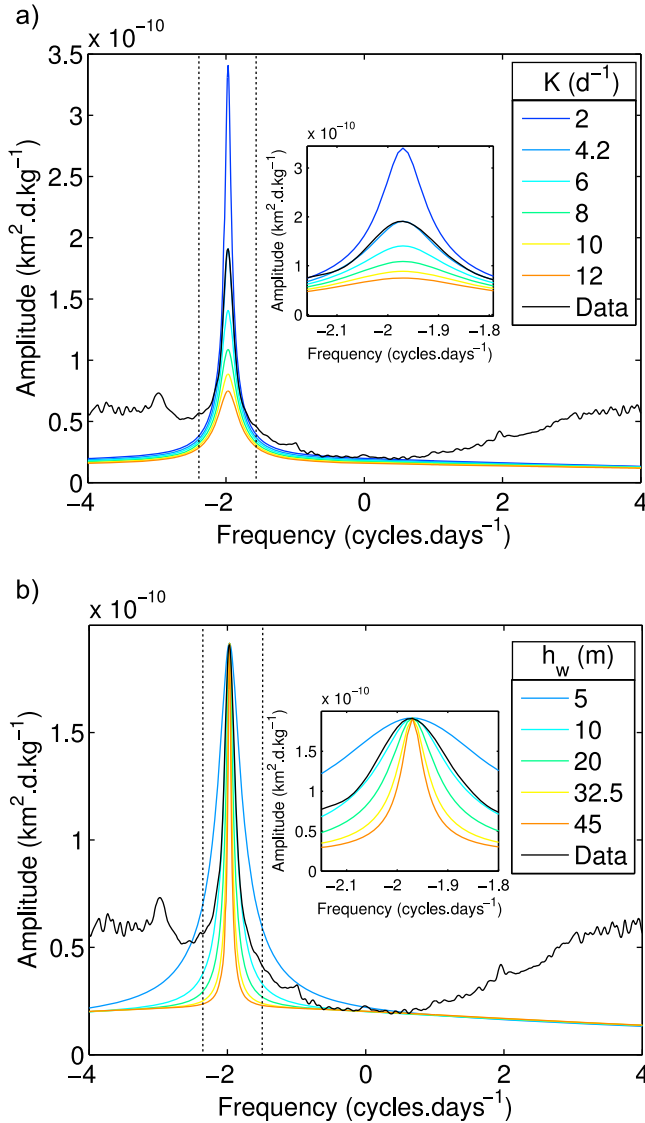 a)
x 10⁻¹⁰
3.5
3
2.5
2
1.5
1
0.5
0
Amplitude (km².d.kg⁻¹)
−4
−2
0
2
4
Frequency (cycles.days⁻¹)
x 10⁻¹⁰
3
2
1
0
Amplitude (km².d.kg⁻¹)
−2.1
−2
−1.9
−1.8
Frequency (cycles.days⁻¹)
K (d⁻¹)
2
4.2
6
8
10
12
Data
b)
x 10⁻¹⁰
1.5
1
0.5
0
Amplitude (km².d.kg⁻¹)
−4
−2
0
2
4
Frequency (cycles.days⁻¹)
x 10⁻¹⁰
1.5
1
0.5
0
Amplitude (km².d.kg⁻¹)
−2.1
−2
−1.9
−1.8
Frequency (cycles.days⁻¹)
h_w (m)
5
10
20
32.5
45
Data